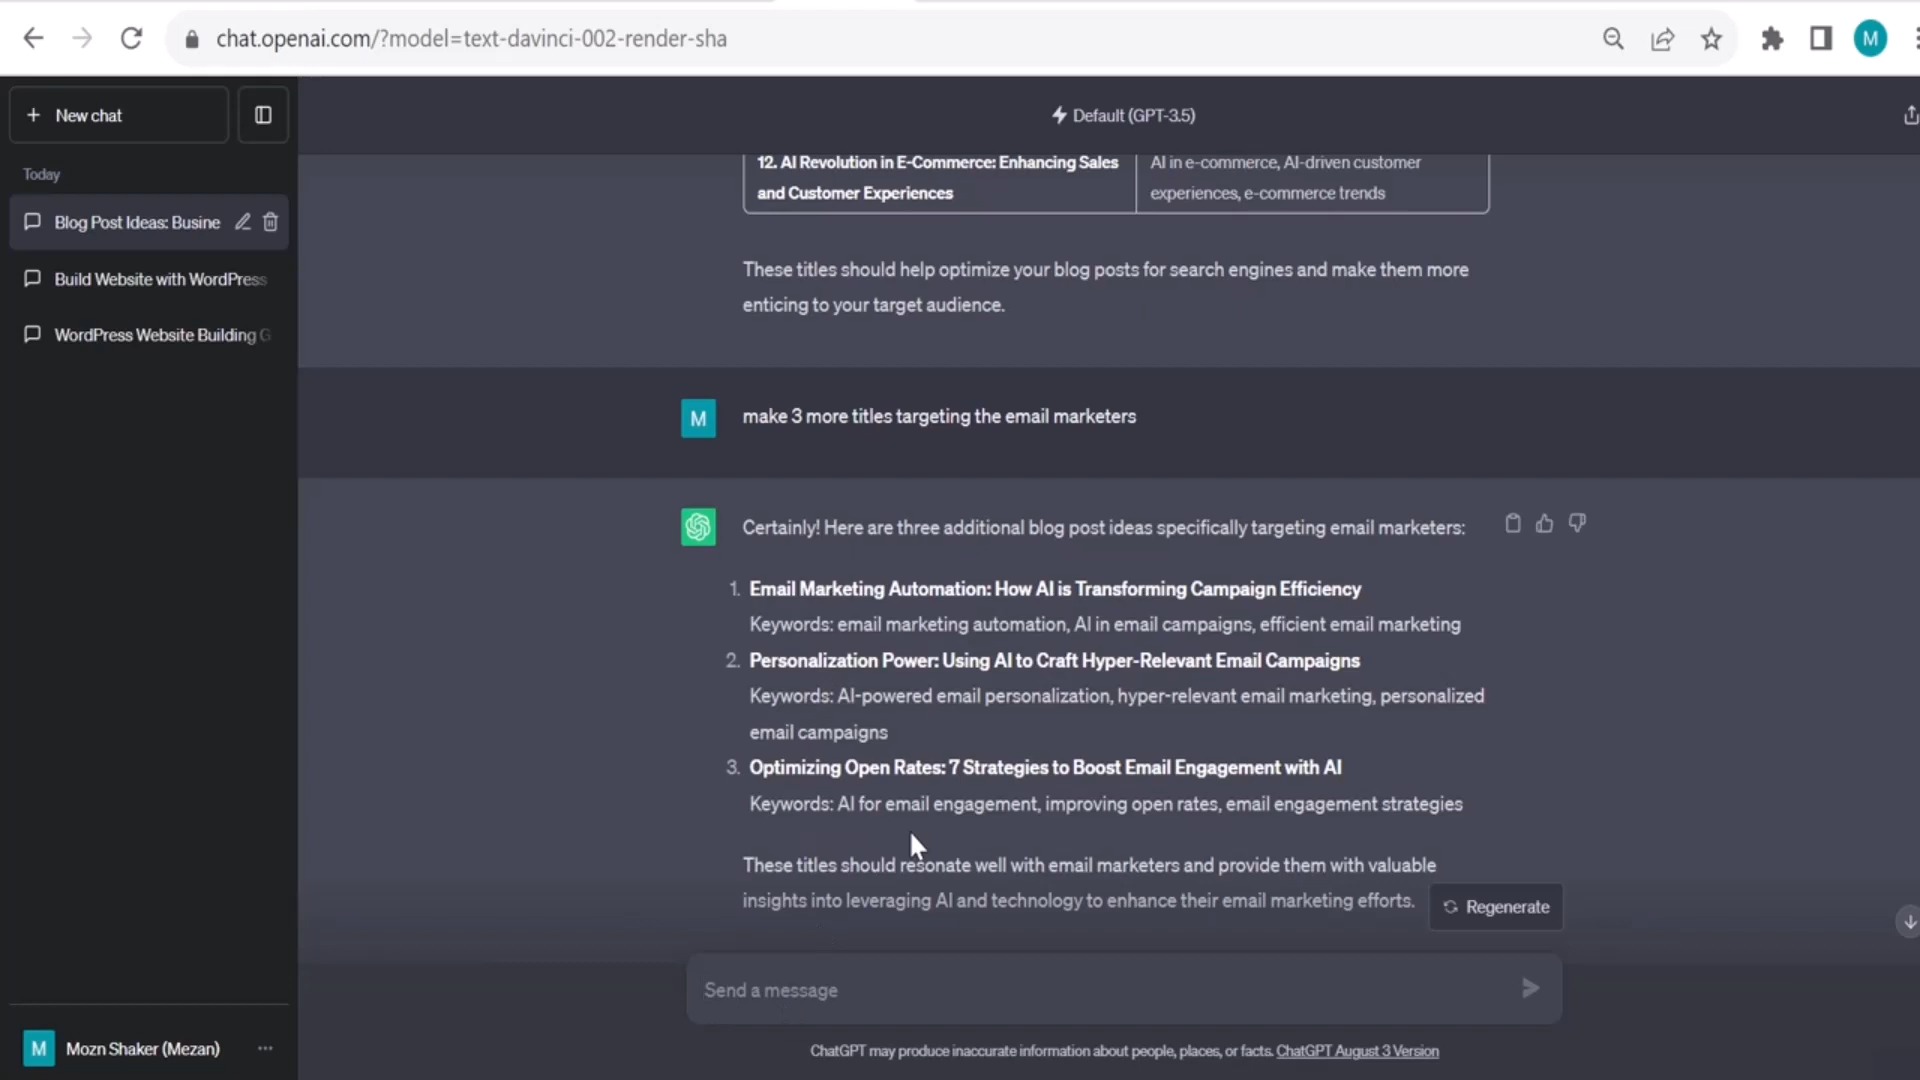 chat.openai.com/?model=text-davinci-002-render-sha
M
New chat
Default (GPT-3.5)
Today
Blog Post Ideas: Busine
Build Website with WordPress
WordPress Website Building G
12. AI Revolution in E-Commerce: Enhancing Sales
and Customer Experiences
AI in e-commerce, AI-driven customer
experiences, e-commerce trends
These titles should help optimize your blog posts for search engines and make them more
enticing to your target audience.
M
make 3 more titles targeting the email marketers
Certainly! Here are three additional blog post ideas specifically targeting email marketers:
1. Email Marketing Automation: How AI is Transforming Campaign Efficiency
Keywords: email marketing automation, AI in email campaigns, efficient email marketing
2. Personalization Power: Using AI to Craft Hyper-Relevant Email Campaigns
Keywords: AI-powered email personalization, hyper-relevant email marketing, personalized
email campaigns
3. Optimizing Open Rates: 7 Strategies to Boost Email Engagement with AI
Keywords: AI for email engagement, improving open rates, email engagement strategies
These titles should resonate well with email marketers and provide them with valuable
insights into leveraging AI and technology to enhance their email marketing efforts.
Regenerate
Send a message
M
Mozn Shaker (Mezan)
ChatGPT may produce inaccurate information about people, places, or facts. ChatGPT August 3 Version